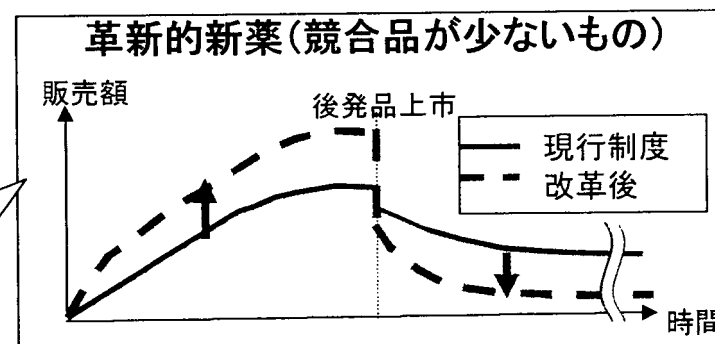 革新的新薬(競合品が少ないもの)
販売額
後発品上市
現行制度
改革後
時間